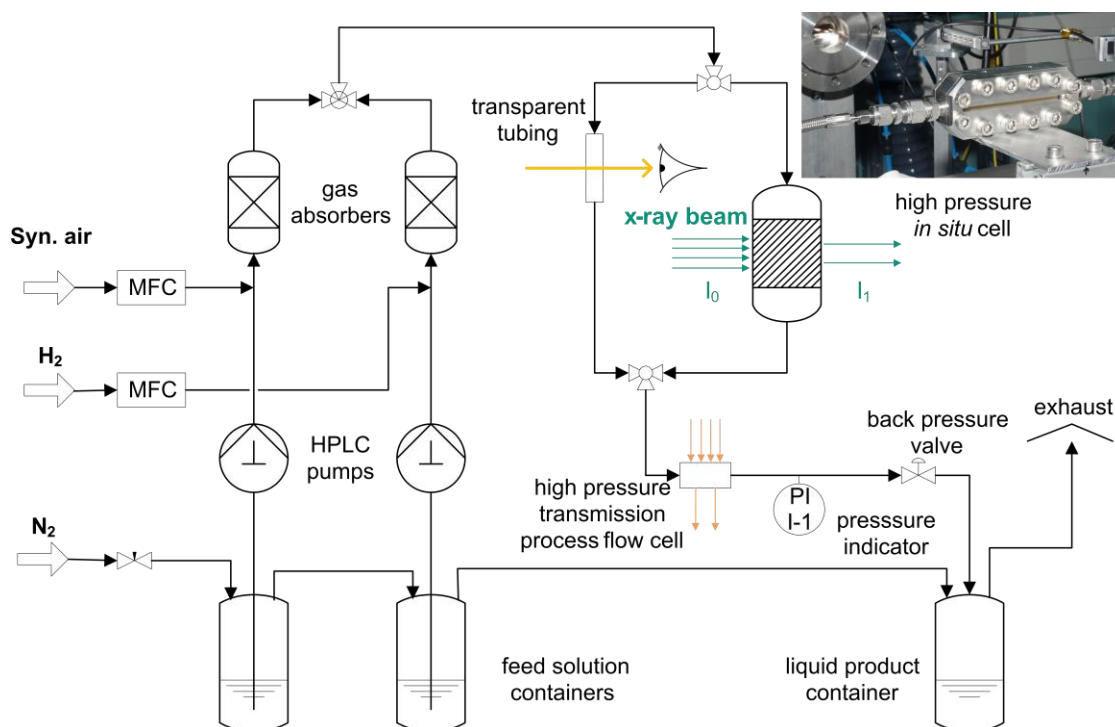 transparent
tubing
gas
absorbers
Syn. air
MFC
H₂
MFC
x-ray beam
I₀
I₁
high pressure
in situ cell
HPLC
pumps
N₂
high pressure
transmission
process flow cell
PI
I-1
presssure
indicator
back pressure
valve
exhaust
feed solution
containers
liquid product
container